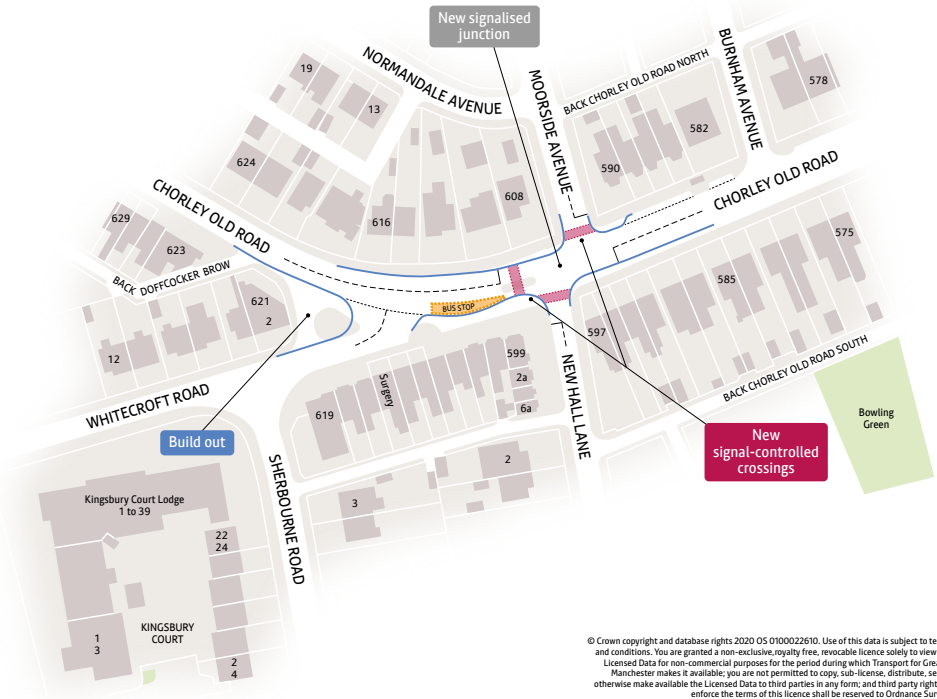 New signalised
junction
NORMANDALE AVENUE
MOORSIDE AVENUE
BACK CHORLEY OLD ROAD NORTH
BURNHAM AVENUE
19
13
578
582
590
624
616
608
CHORLEY OLD ROAD
CHORLEY OLD ROAD
629
623
BACK DOFFCOCKER BROW
621
2
12
575
585
597
BUS STOP
599
2a
6a
Surgery
619
NEW HALL LANE
BACK CHORLEY OLD ROAD SOUTH
Bowling
Green
WHITECROFT ROAD
Build out
New
signal-controlled
crossings
SHERBOURNE ROAD
2
3
Kingsbury Court Lodge
1 to 39
22
24
KINGSBURY
COURT
1
3
2
4
© Crown copyright and database rights 2020 OS 0100022610. Use of this data is subject to te
and conditions. You are granted a non-exclusive,royalty free, revocable licence solely to view
Licensed Data for non-commercial purposes for the period during which Transport for Gre
Manchester makes it available; you are not permitted to copy, sub-license, distribute, se
otherwise make available the Licensed Data to third parties in any form; and third party right
enforce the terms of this licence shall be reserved to Ordnance Sur